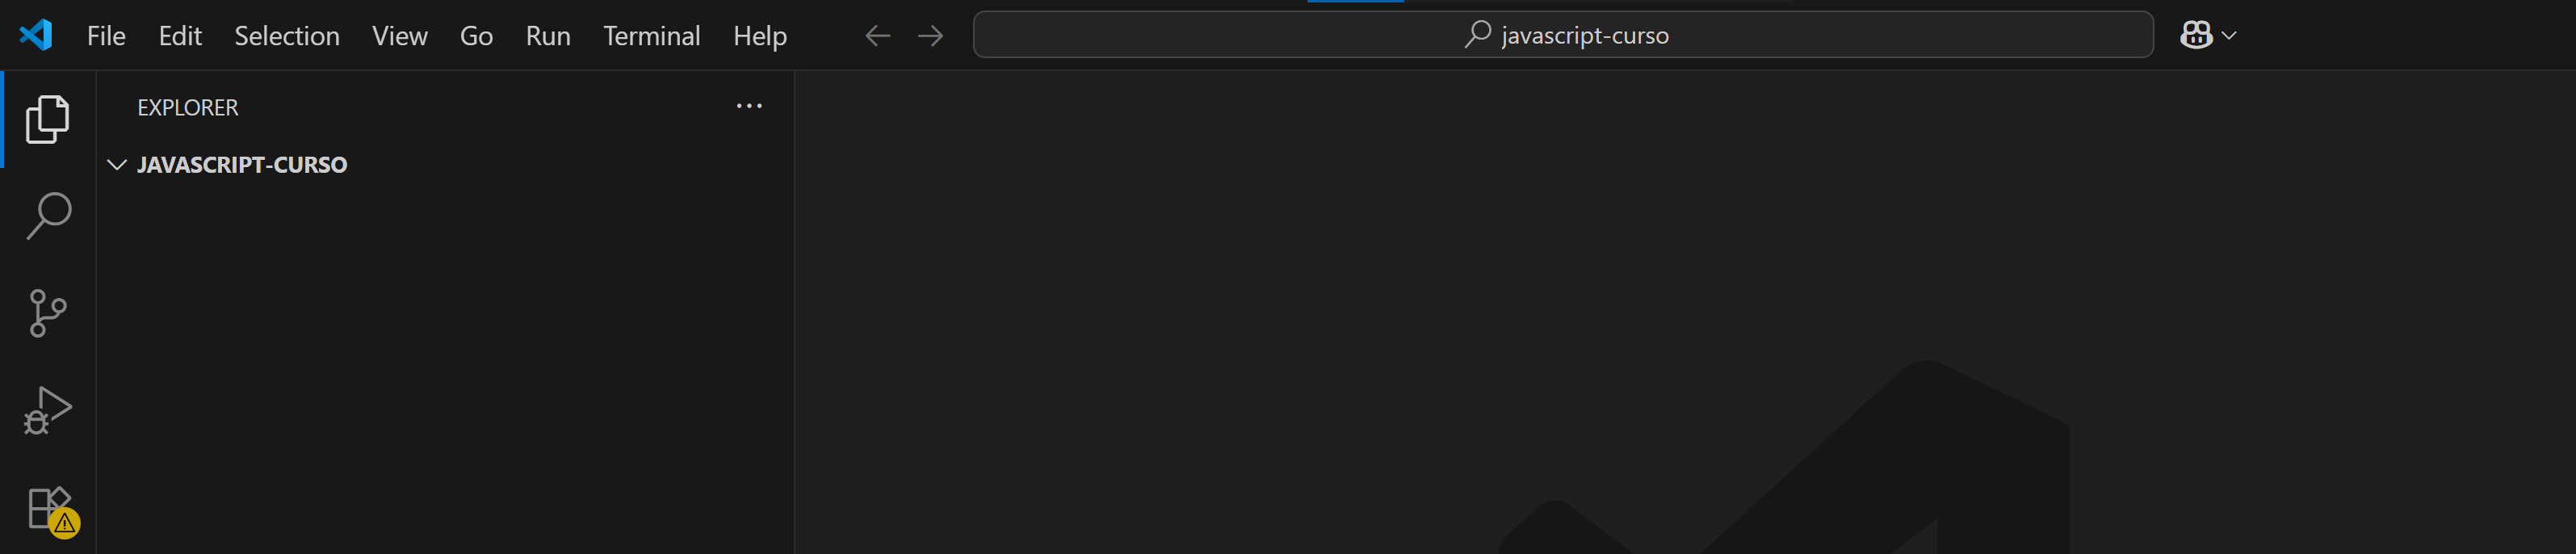 File Edit Selection View Go Run Terminal Help javascript-curso
EXPLORER
JAVASCRIPT-CURSO